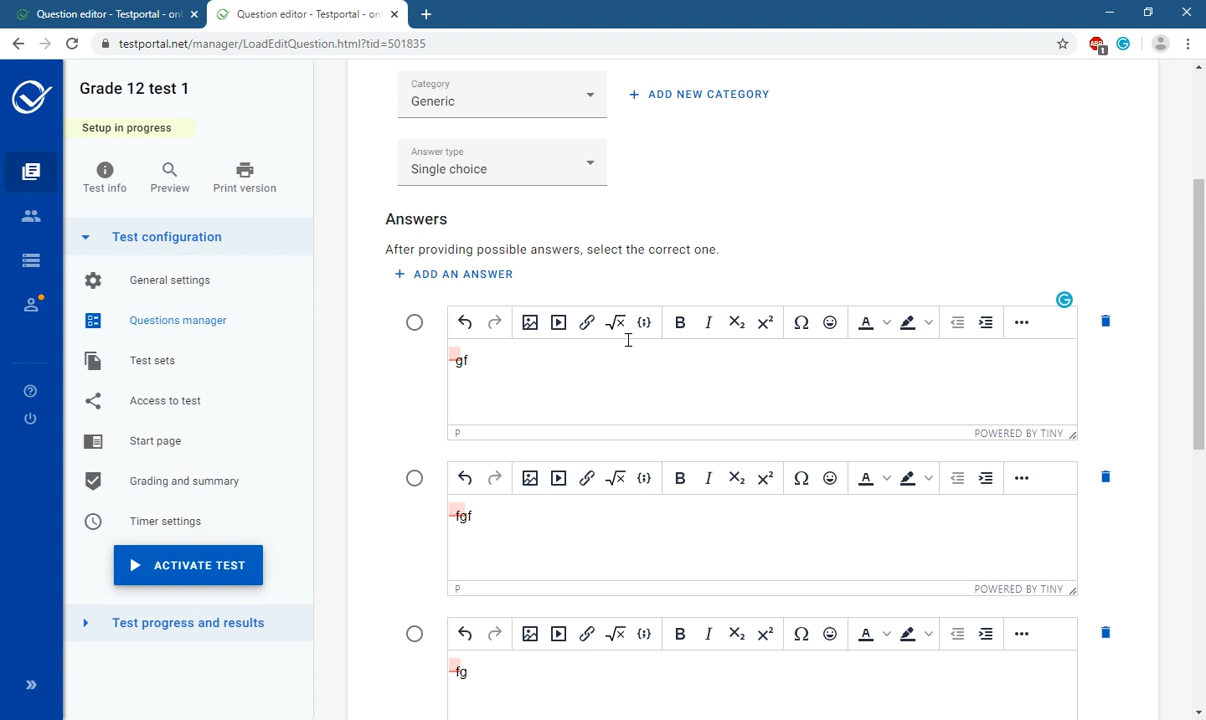 Question editor - Testportal - onl
Question editor - Testportal - onl
testportal.net/manager/LoadEditQuestion.html?tid=501835
ABP
1
Grade 12 test 1
Setup in progress
Test info
Preview
Print version
Test configuration
General settings
Questions manager
Test sets
Access to test
Start page
Grading and summary
Timer settings
ACTIVATE TEST
Test progress and results
Category
Generic
+ ADD NEW CATEGORY
Answer type
Single choice
Answers
After providing possible answers, select the correct one.
+ ADD AN ANSWER
gf
P
POWERED BY TINY
fgf
P
POWERED BY TINY
fg